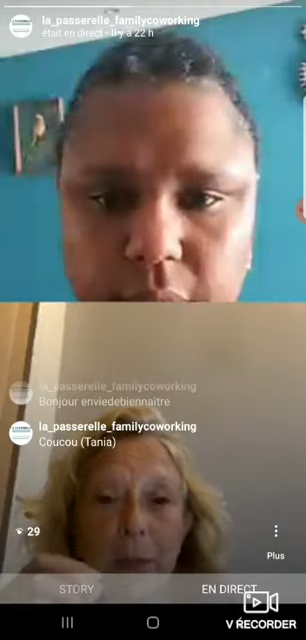 la_passerelle_familycoworking
était en direct • Il y a 22 h
la_passerelle_familycoworking
Bonjour enviedebiennaitre
la_passerelle_familycoworking
Coucou (Tania)
29
Plus
STORY
EN DIRECT
V RECORDER